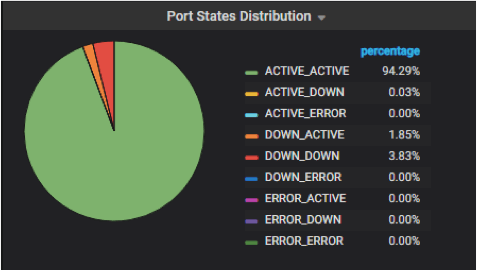 Port States Distribution
percentage
ACTIVE_ACTIVE 94.29%
ACTIVE_DOWN 0.03%
ACTIVE_ERROR 0.00%
DOWN_ACTIVE 1.85%
DOWN_DOWN 3.83%
DOWN_ERROR 0.00%
ERROR_ACTIVE 0.00%
ERROR_DOWN 0.00%
ERROR_ERROR 0.00%